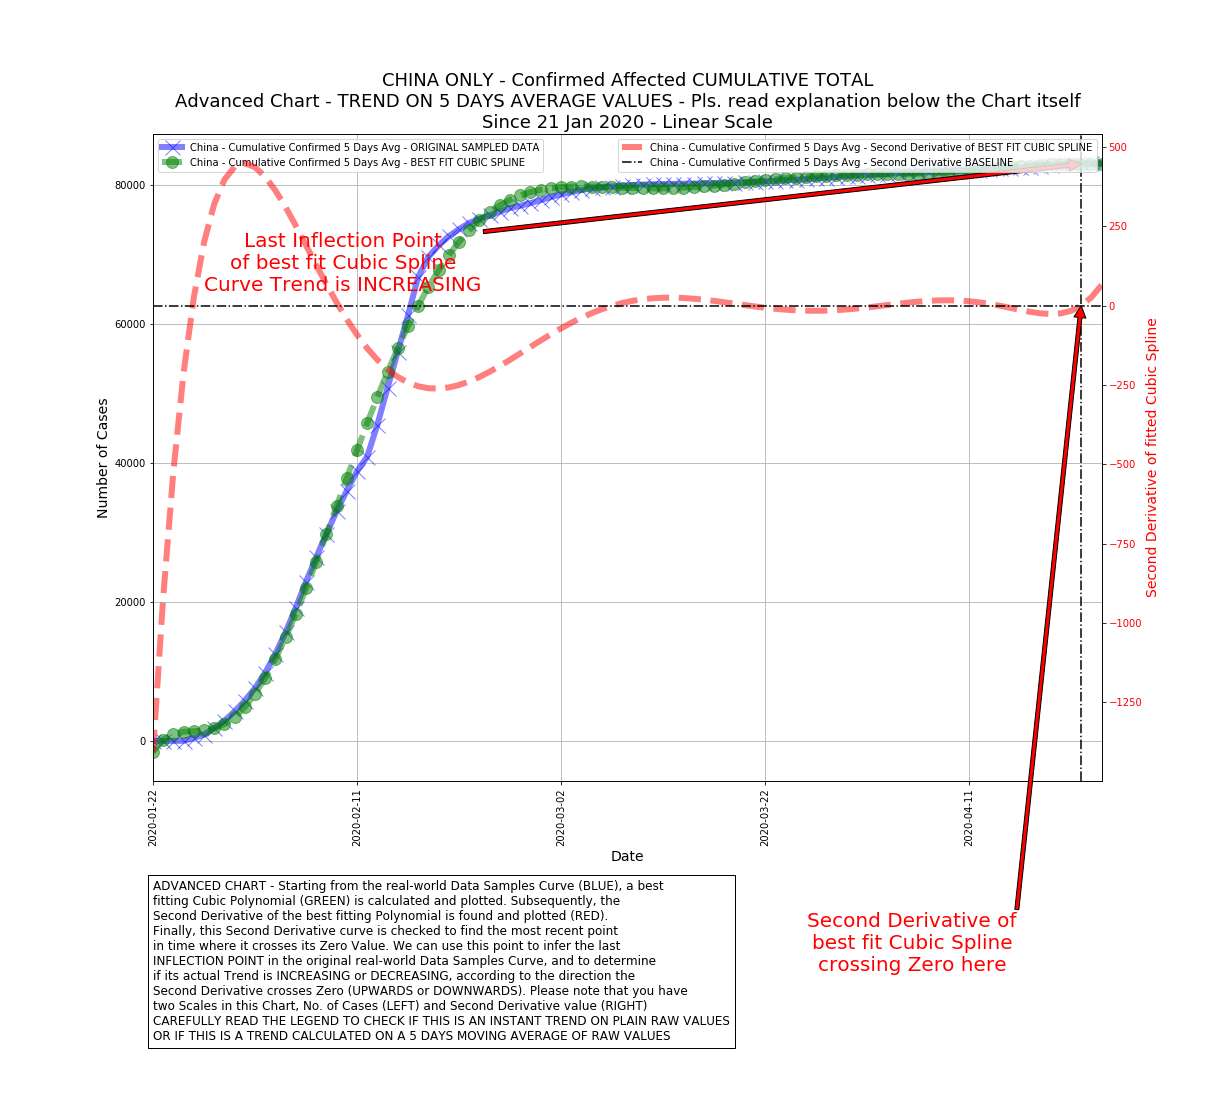 CHINA ONLY - Confirmed Affected CUMULATIVE TOTAL
Advanced Chart - TREND ON 5 DAYS AVERAGE VALUES - Pls. read explanation below the Chart itself
Since 21 Jan 2020 - Linear Scale
China - Cumulative Confirmed 5 Days Avg - ORIGINAL SAMPLED DATA
China - Cumulative Confirmed 5 Days Avg - BEST FIT CUBIC SPLINE
China - Cumulative Confirmed 5 Days Avg - Second Derivative of BEST FIT CUBIC SPLINE
China - Cumulative Confirmed 5 Days Avg - Second Derivative BASELINE
Last Inflection Point
of best fit Cubic Spline
Curve Trend is INCREASING
Number of Cases
80000
60000
40000
20000
0
500
250
0
−250
−500
−750
−1000
−1250
Second Derivative of fitted Cubic Spline
2020-01-22
2020-02-11
2020-03-02
2020-03-22
2020-04-11
Date
Second Derivative of
best fit Cubic Spline
crossing Zero here
ADVANCED CHART - Starting from the real-world Data Samples Curve (BLUE), a best
fitting Cubic Polynomial (GREEN) is calculated and plotted. Subsequently, the
Second Derivative of the best fitting Polynomial is found and plotted (RED).
Finally, this Second Derivative curve is checked to find the most recent point
in time where it crosses its Zero Value. We can use this point to infer the last
INFLECTION POINT in the original real-world Data Samples Curve, and to determine
if its actual Trend is INCREASING or DECREASING, according to the direction the
Second Derivative crosses Zero (UPWARDS or DOWNWARDS). Please note that you have
two Scales in this Chart, No. of Cases (LEFT) and Second Derivative value (RIGHT)
CAREFULLY READ THE LEGEND TO CHECK IF THIS IS AN INSTANT TREND ON PLAIN RAW VALUES
OR IF THIS IS A TREND CALCULATED ON A 5 DAYS MOVING AVERAGE OF RAW VALUES